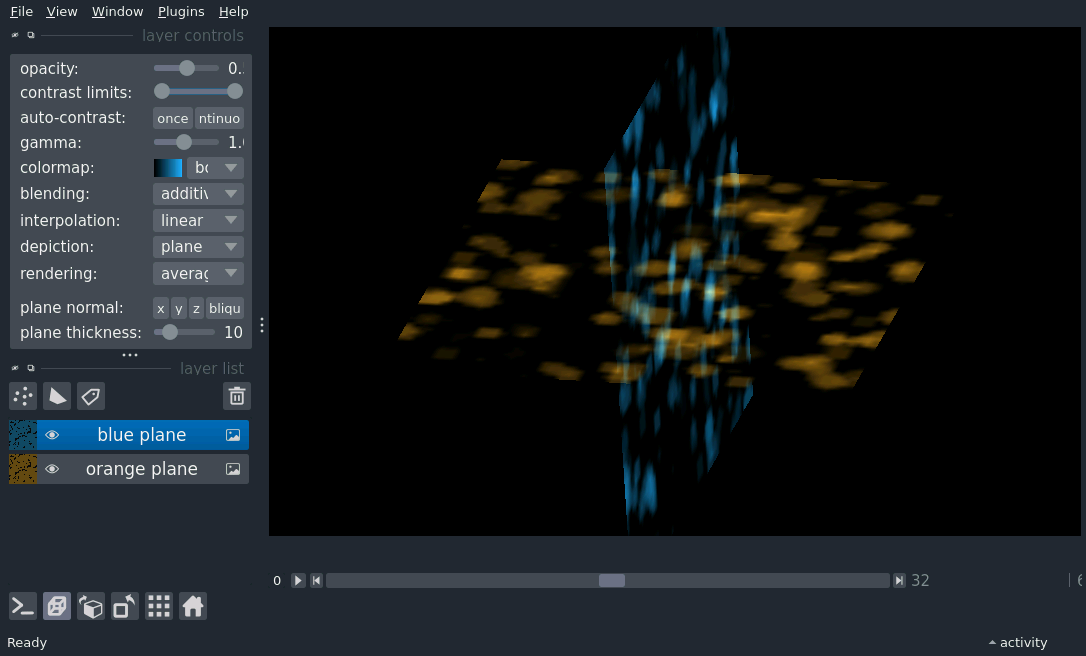 File View Window Plugins Help
layer controls
opacity: 0.
contrast limits:
auto-contrast: once ntinuo
gamma: 1.
colormap: bo
blending: additiv
interpolation: linear
depiction: plane
rendering: averag
plane normal: x y z bliqu
plane thickness: 10
layer list
blue plane
orange plane
0 32
Ready activity